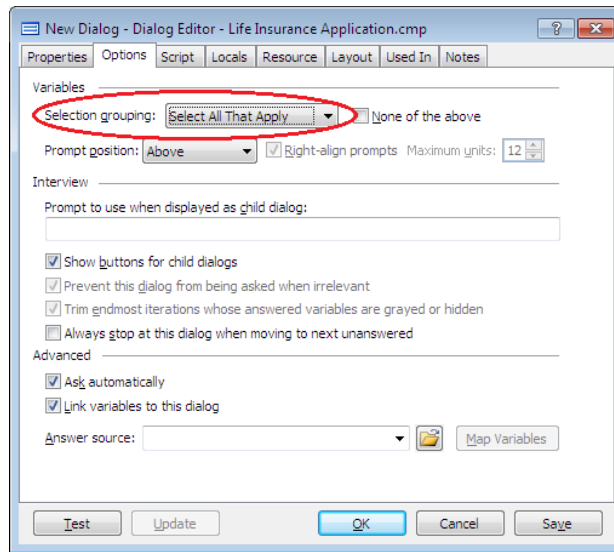 New Dialog - Dialog Editor - Life Insurance Application.cmp
Properties Options Script Locals Resource Layout Used In Notes
Variables
Selection grouping: Select All That Apply None of the above
Prompt position: Above Right-align prompts Maximum units: 12
Interview
Prompt to use when displayed as child dialog:
Show buttons for child dialogs
Prevent this dialog from being asked when irrelevant
Trim endmost iterations whose answered variables are grayed or hidden
Always stop at this dialog when moving to next unanswered
Advanced
Ask automatically
Link variables to this dialog
Answer source: Map Variables
Test Update OK Cancel Save